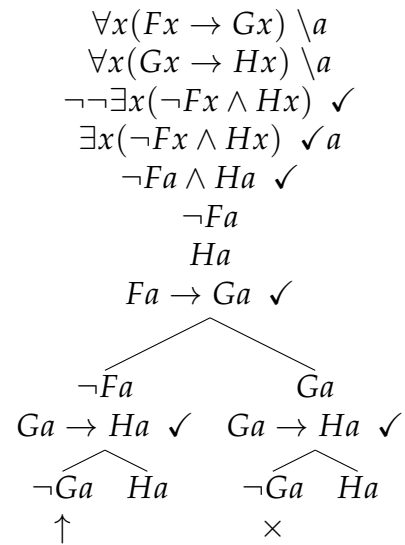 ∀x(Fx → Gx) \a
∀x(Gx → Hx) \a
¬¬∃x(¬Fx ∧ Hx) ✓
∃x(¬Fx ∧ Hx) ✓a
¬Fa ∧ Ha ✓
¬Fa
Ha
Fa → Ga ✓
¬Fa Ga
Ga → Ha ✓ Ga → Ha ✓
¬Ga Ha ¬Ga Ha
↑ ×